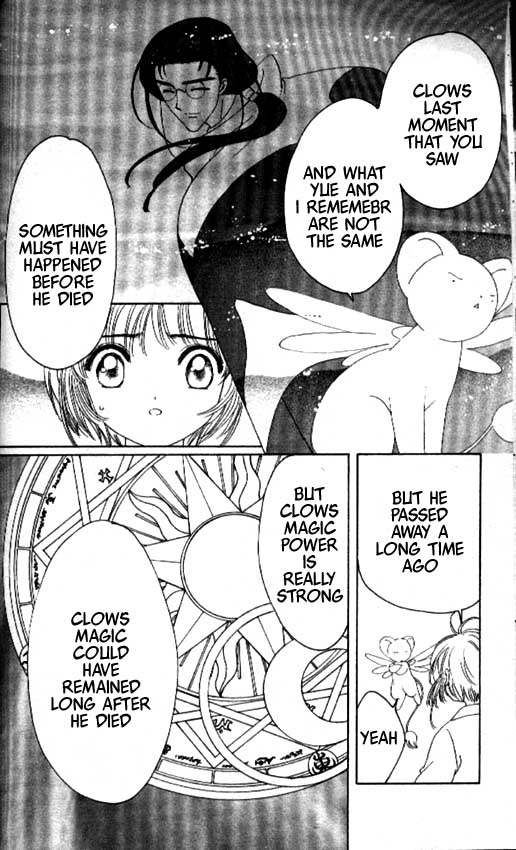 CLOWS
LAST
MOMENT
THAT YOU
SAW
AND WHAT
YUE AND
I REMEMEBR
ARE NOT
THE SAME
SOMETHING
MUST HAVE
HAPPENED
BEFORE
HE DIED
BUT HE
PASSED
AWAY A
LONG TIME
AGO
YEAH
BUT
CLOWS
MAGIC
POWER
IS
REALLY
STRONG
CLOWS
MAGIC
COULD
HAVE
REMAINED
LONG AFTER
HE DIED